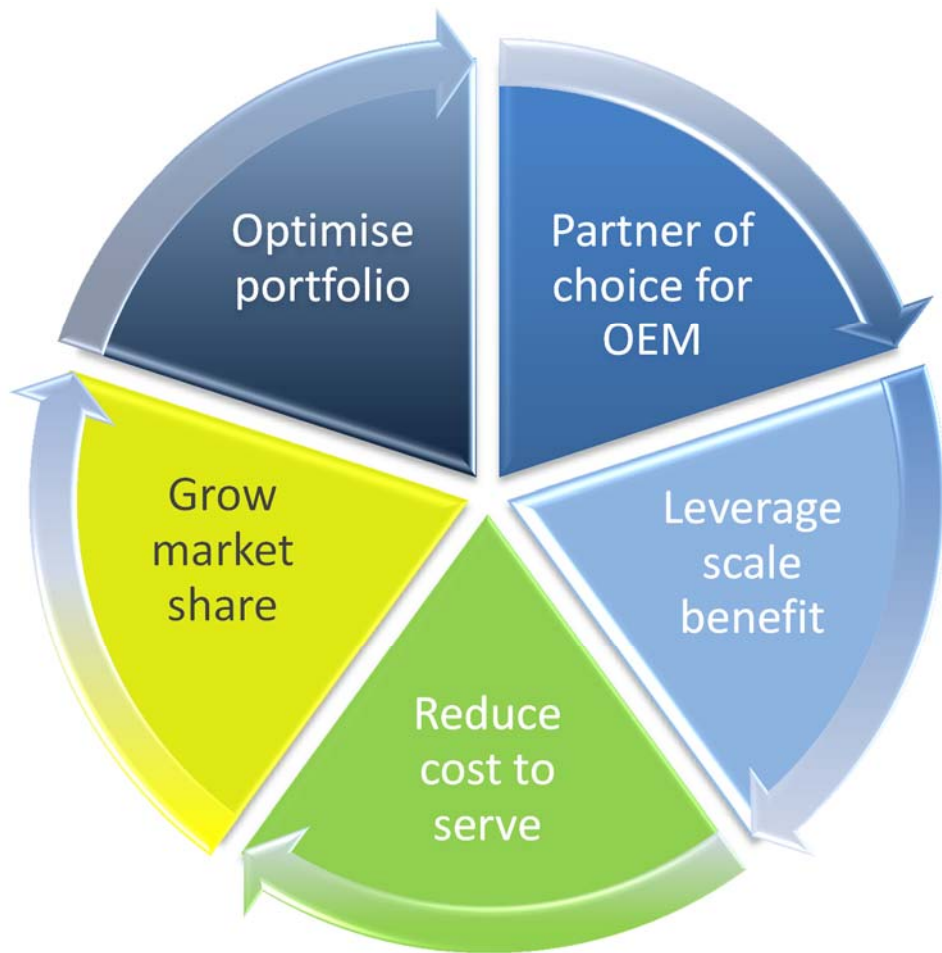 Optimise
portfolio
Partner of
choice for
OEM
Leverage
scale
benefit
Reduce
cost to
serve
Grow
market
share